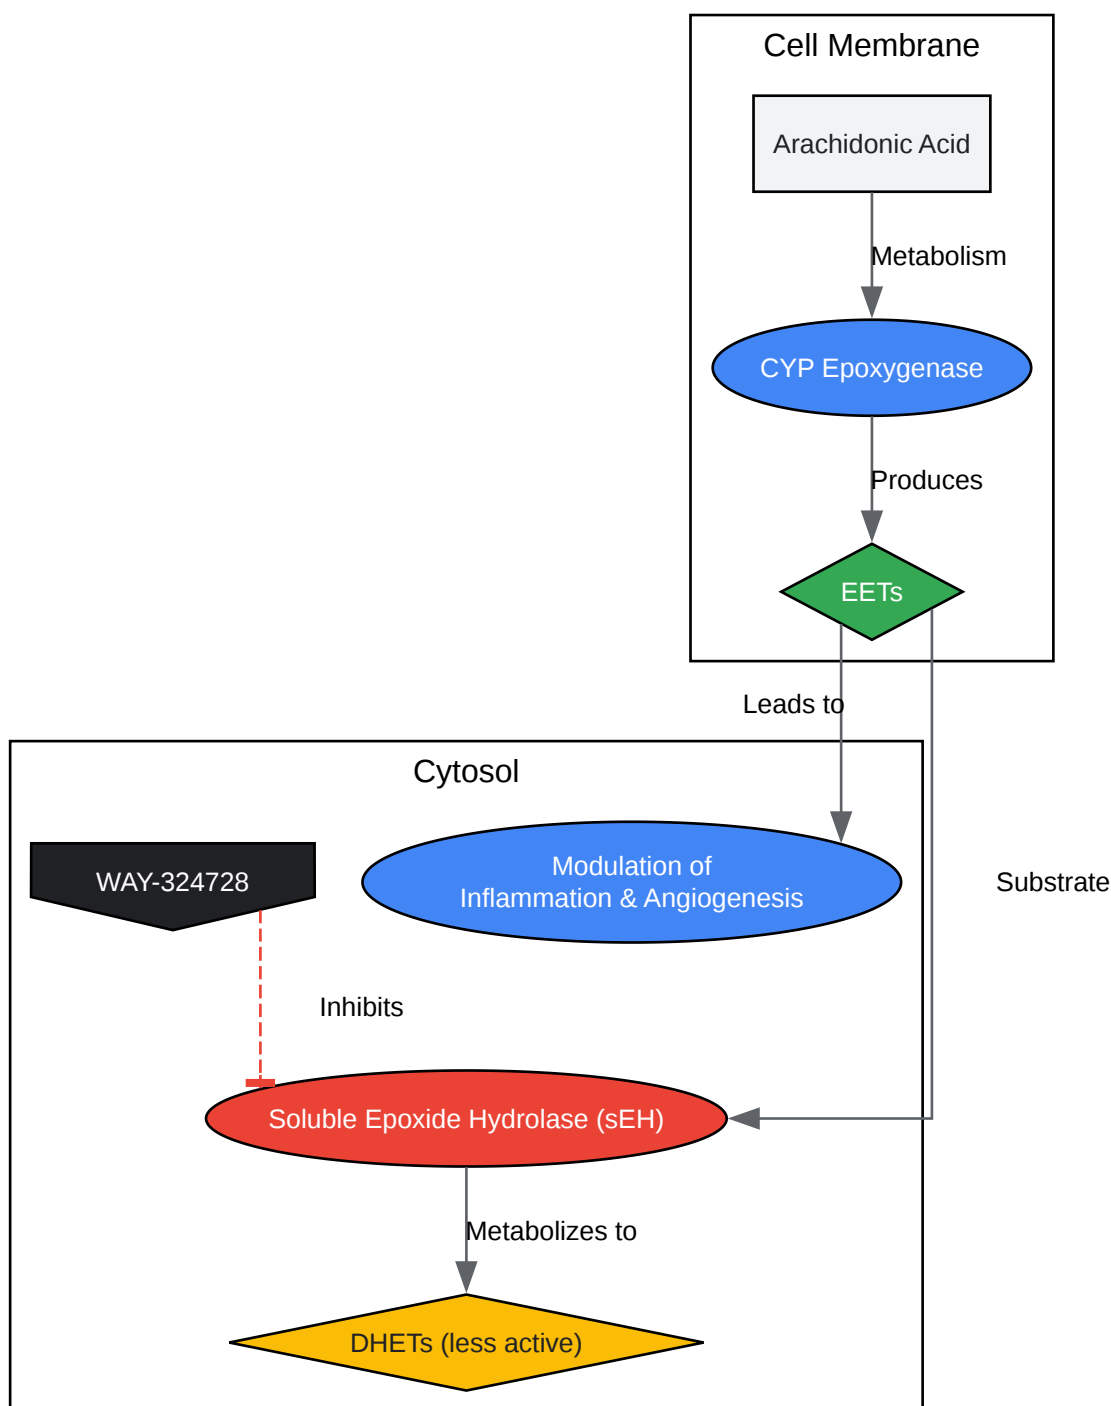 Cell Membrane
Arachidonic Acid
Metabolism
CYP Epoxygenase
Produces
EETs
Leads to
Cytosol
WAY-324728
Modulation of
Inflammation & Angiogenesis
Substrate
Inhibits
Soluble Epoxide Hydrolase (sEH)
Metabolizes to
DHETs (less active)